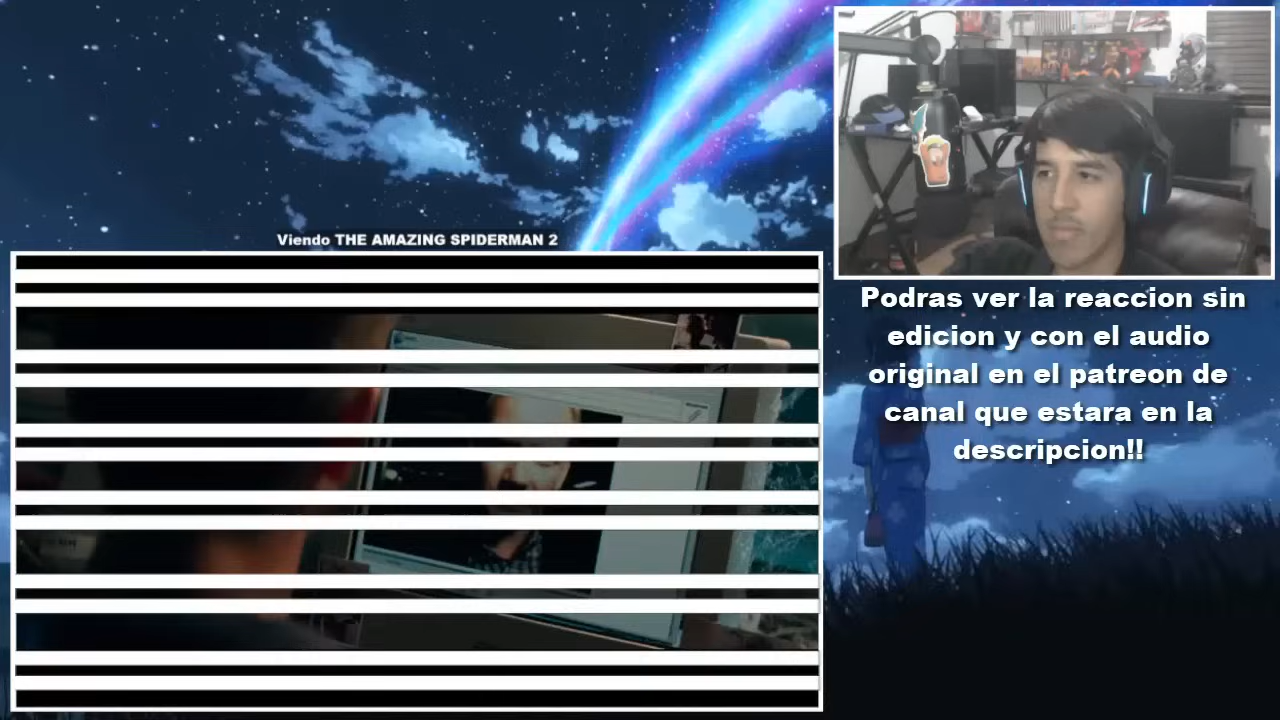 Viendo THE AMAZING SPIDERMAN 2
Podras ver la reaccion sin
edicion y con el audio
original en el patreon de
canal que estara en la
descripcion!!